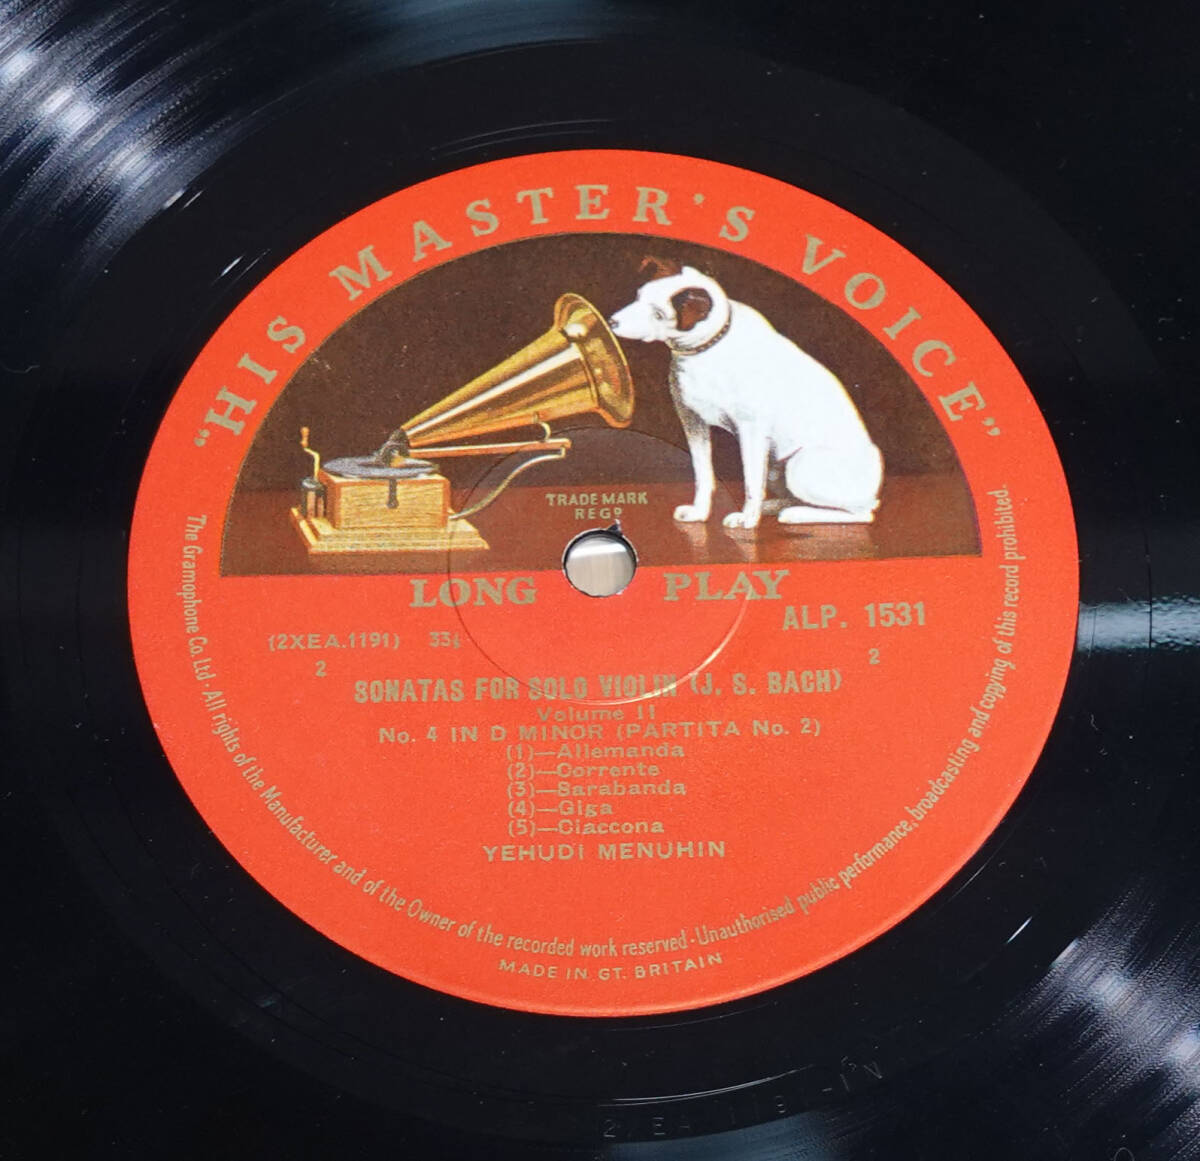 "HIS MASTER'S VOICE"
TRADE MARK
REGD
LONG PLAY
ALP. 1531
(2XEA.1191) 33⅓
2 2
SONATAS FOR SOLO VIOLIN (J. S. BACH)
Volume II
No. 4 IN D MINOR (PARTITA No. 2)
(1)—Allemanda
(2)—Corrente
(3)—Sarabanda
(4)—Giga
(5)—Ciaccona
YEHUDI MENUHIN
The Gramophone Co. Ltd · All rights of the Manufacturer and of the Owner of the recorded work reserved · Unauthorised public performance, broadcasting and copying of this record prohibited.
MADE IN GT. BRITAIN